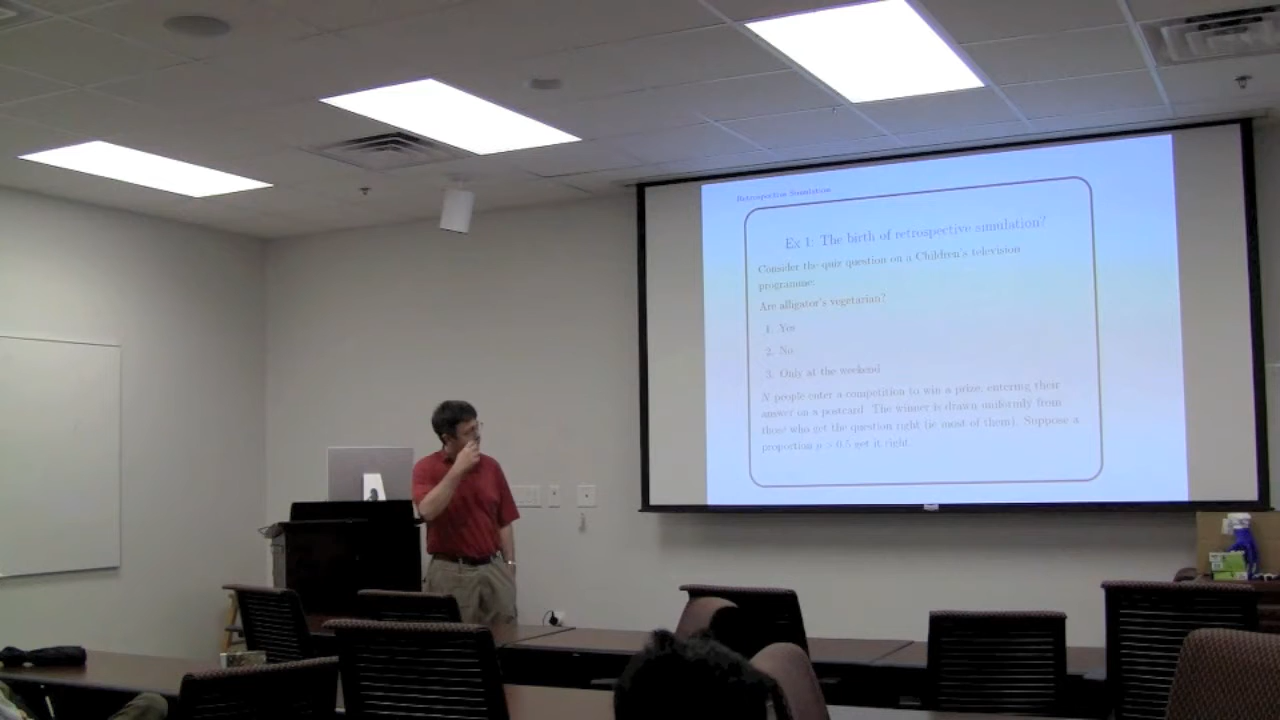 Retrospective Simulation
Ex 1: The birth of retrospective simulation?
Consider the quiz question on a Children's television
programme:
Are alligator's vegetarian?
1. Yes
2. No
3. Only at the weekend
N people enter a competition to win a prize, entering their
answer on a postcard. The winner is drawn uniformly from
those who get the question right (ie most of them). Suppose a
proportion p > 0.5 get it right.